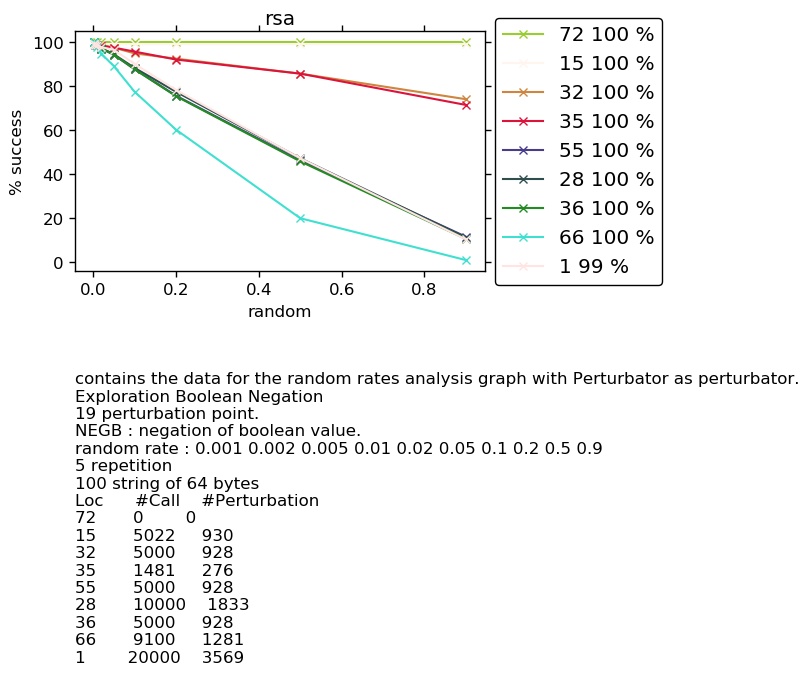 rsa
100
80
60
40
20
0
% success
0.0 0.2 0.4 0.6 0.8
random
72 100 %
15 100 %
32 100 %
35 100 %
55 100 %
28 100 %
36 100 %
66 100 %
1 99 %
contains the data for the random rates analysis graph with Perturbator as perturbator.
Exploration Boolean Negation
19 perturbation point.
NEGB : negation of boolean value.
random rate : 0.001 0.002 0.005 0.01 0.02 0.05 0.1 0.2 0.5 0.9
5 repetition
100 string of 64 bytes
Loc #Call #Perturbation
72 0 0
15 5022 930
32 5000 928
35 1481 276
55 5000 928
28 10000 1833
36 5000 928
66 9100 1281
1 20000 3569